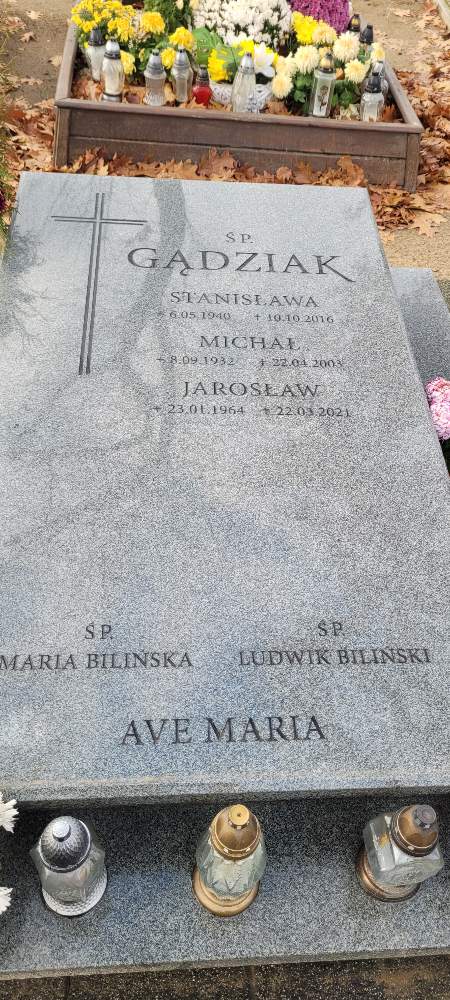 ŚP.
GĄDZIAK
STANISŁAWA
* 6.05.1940 + 10.10.2016
MICHAŁ
* 8.09.1932 + 22.04.2003
JAROSŁAW
* 23.01.1964 + 22.03.2021
ŚP.
MARIA BILIŃSKA
ŚP.
LUDWIK BILIŃSKI
AVE MARIA